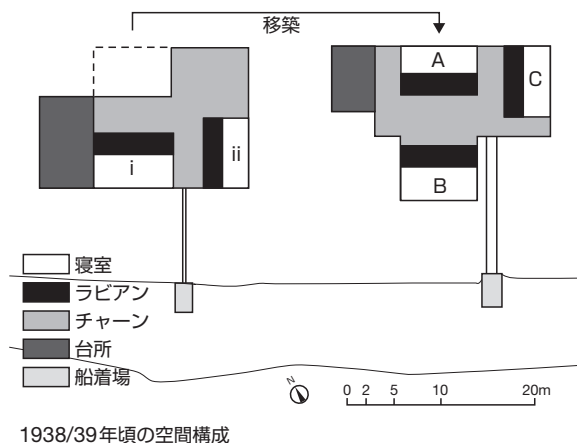 移築
A
C
i
ii
B
寝室
ラビアン
チャーン
台所
船着場
N
0 2 5 10 20m
1938/39年頃の空間構成